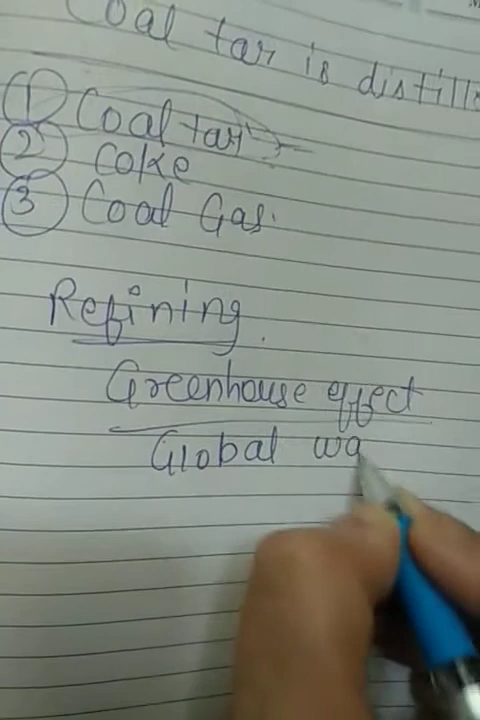 Coal tar is distill
① Coal tar
② Coke
③ Coal Gas.
Refining.
Greenhouse effect
Global wa